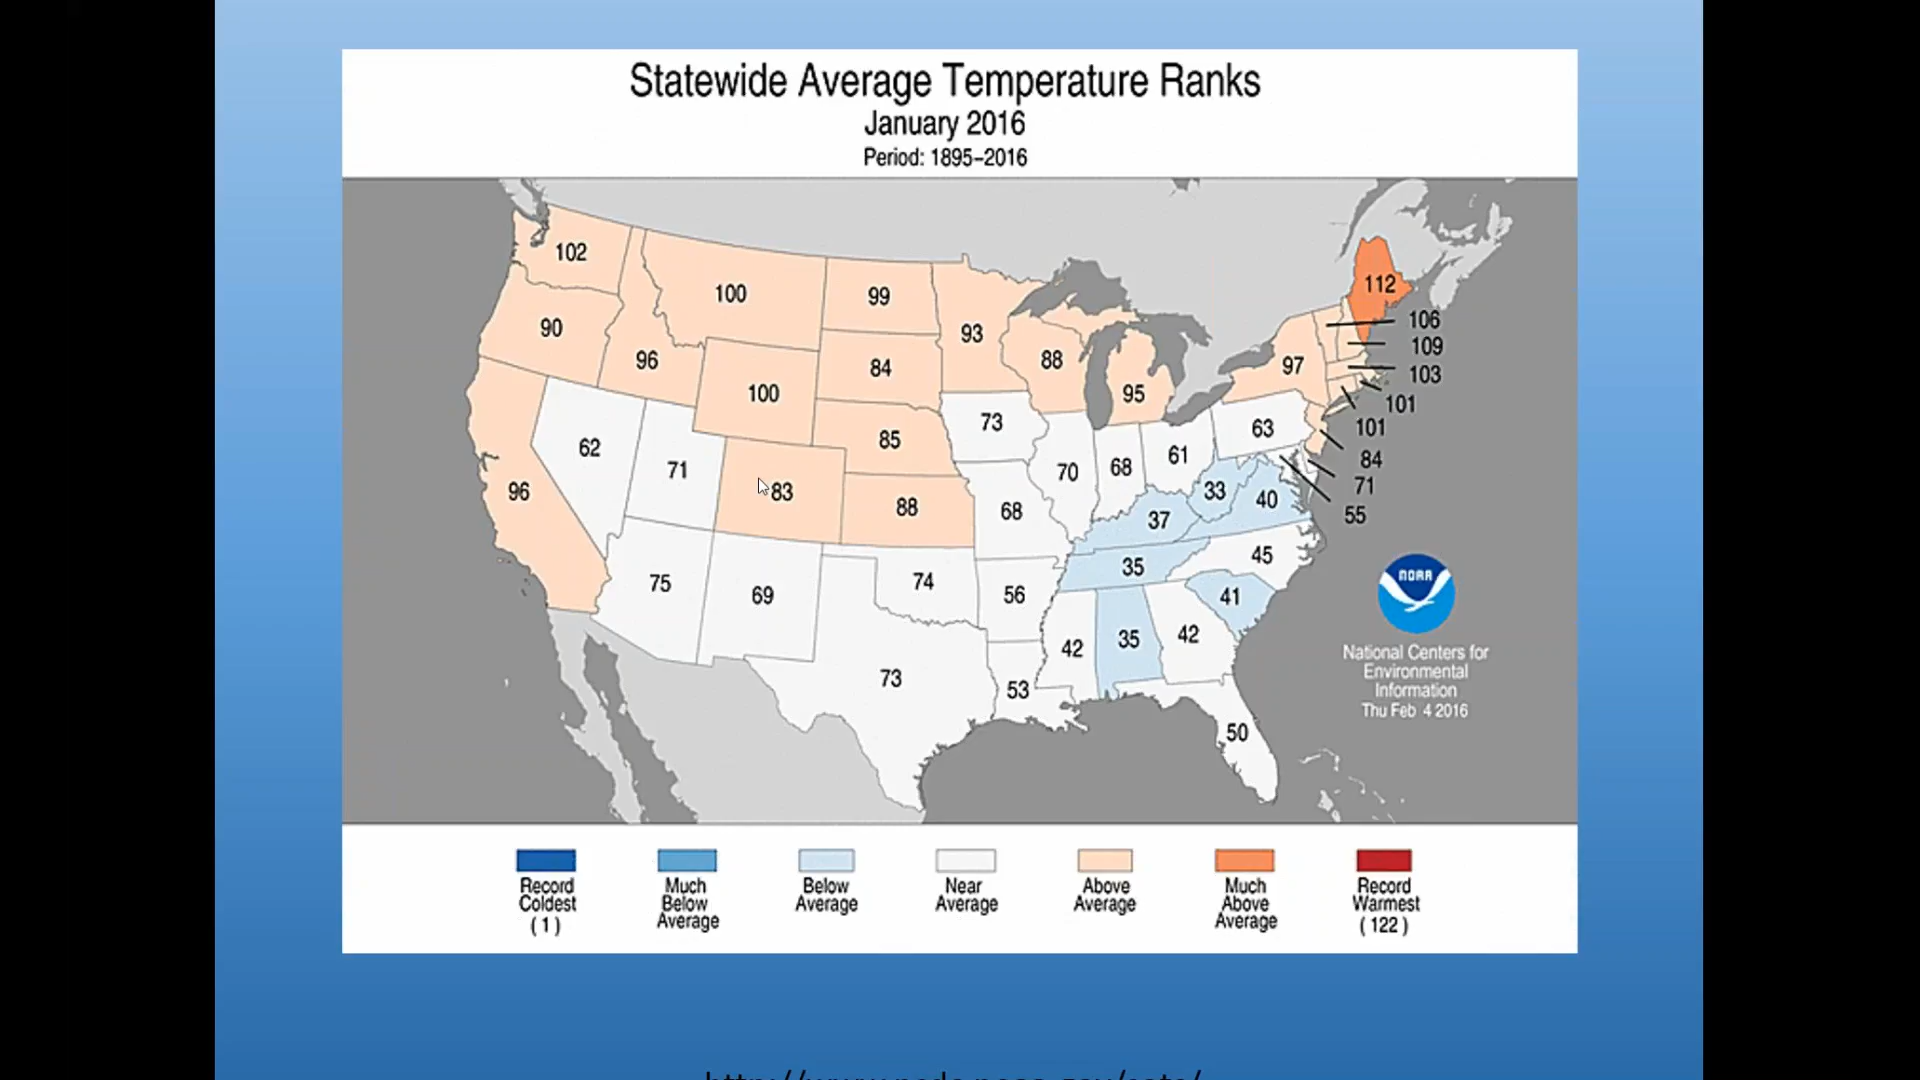 Statewide Average Temperature Ranks
January 2016
Period: 1895–2016
102
100
99
93
88
95
97
112
106
109
103
101
101
84
71
55
90
96
100
84
85
73
63
62
71
83
88
70
68
61
33
40
96
68
37
35
45
75
69
74
56
42
35
42
41
73
53
50
NOAA
National Centers for
Environmental
Information
Thu Feb 4 2016
Record
Coldest
(1)
Much
Below
Average
Below
Average
Near
Average
Above
Average
Much
Above
Average
Record
Warmest
(122)